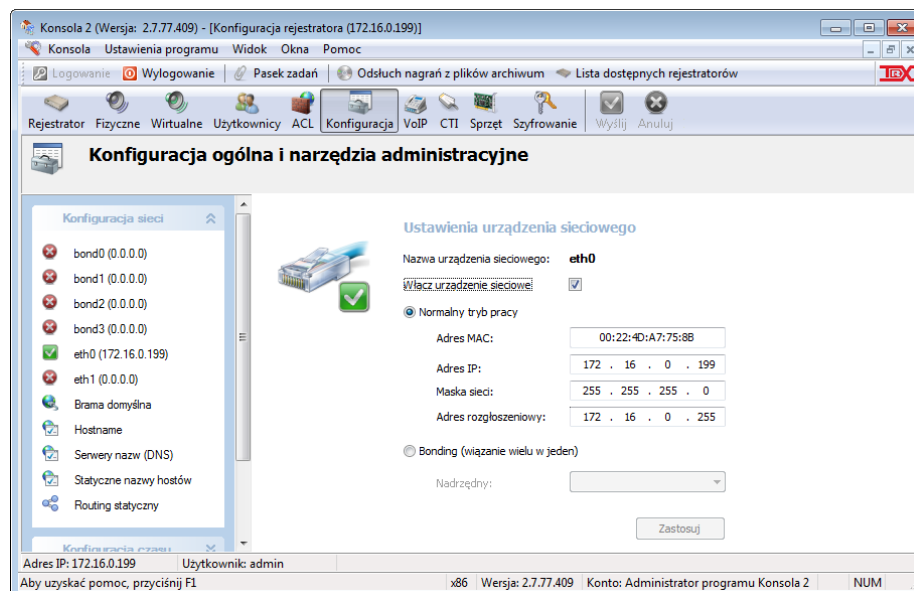 Konsola 2 (Wersja: 2.7.77.409) - [Konfiguracja rejestratora (172.16.0.199)]
Konsola Ustawienia programu Widok Okna Pomoc
Logowanie Wylogowanie Pasek zadań Odsłuch nagrań z plików archiwum Lista dostępnych rejestratorów TRX
Rejestrator Fizyczne Wirtualne Użytkownicy ACL Konfiguracja VoIP CTI Sprzęt Szyfrowanie Wyślij Anuluj
Konfiguracja ogólna i narzędzia administracyjne
Konfiguracja sieci
bond0 (0.0.0.0)
bond1 (0.0.0.0)
bond2 (0.0.0.0)
bond3 (0.0.0.0)
eth0 (172.16.0.199)
eth1 (0.0.0.0)
Brama domyślna
Hostname
Serwery nazw (DNS)
Statyczne nazwy hostów
Routing statyczny
Konfiguracja czasu
Ustawienia urządzenia sieciowego
Nazwa urządzenia sieciowego: eth0
Włącz urządzenie sieciowe
Normalny tryb pracy
Adres MAC: 00:22:4D:A7:75:8B
Adres IP: 172 . 16 . 0 . 199
Maska sieci: 255 . 255 . 255 . 0
Adres rozgłoszeniowy: 172 . 16 . 0 . 255
Bonding (wiązanie wielu w jeden)
Nadrzędny:
Zastosuj
Adres IP: 172.16.0.199 Użytkownik: admin
Aby uzyskać pomoc, przyciśnij F1 x86 Wersja: 2.7.77.409 Konto: Administrator programu Konsola 2 NUM